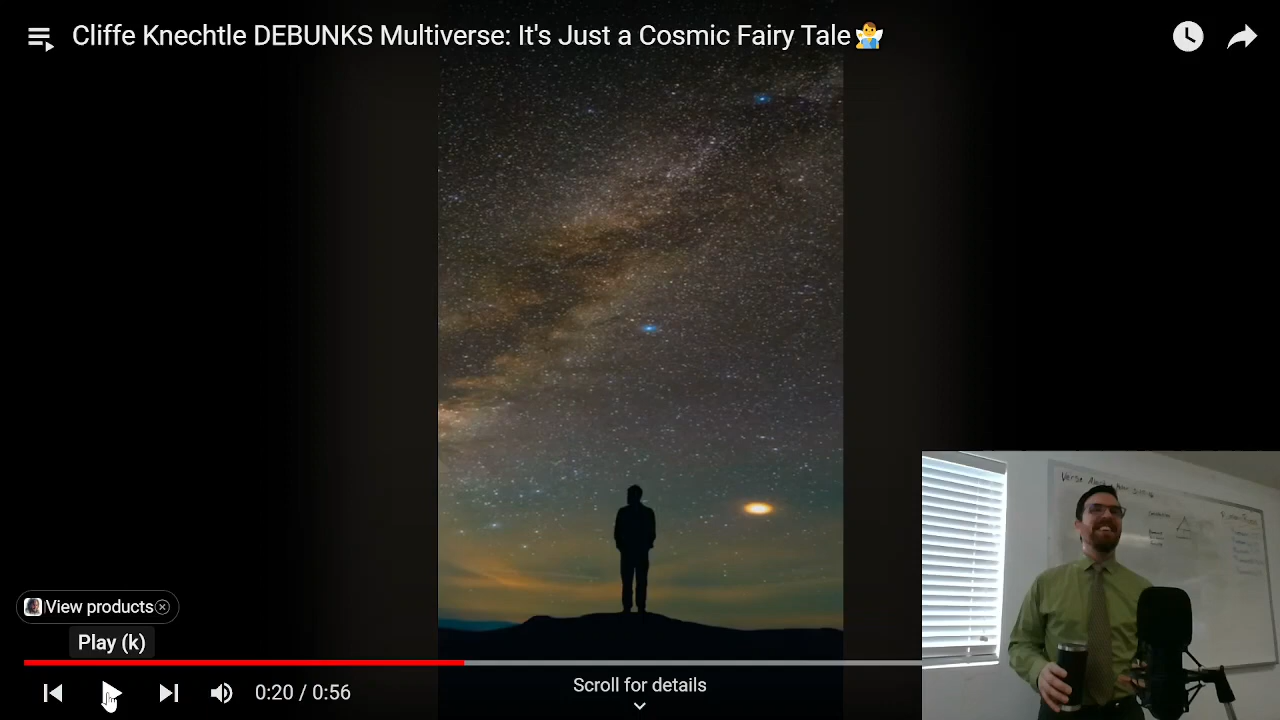 Cliffe Knechtle DEBUNKS Multiverse: It's Just a Cosmic Fairy Tale
View products
Play (k)
0:20 / 0:56
Scroll for details
Verse